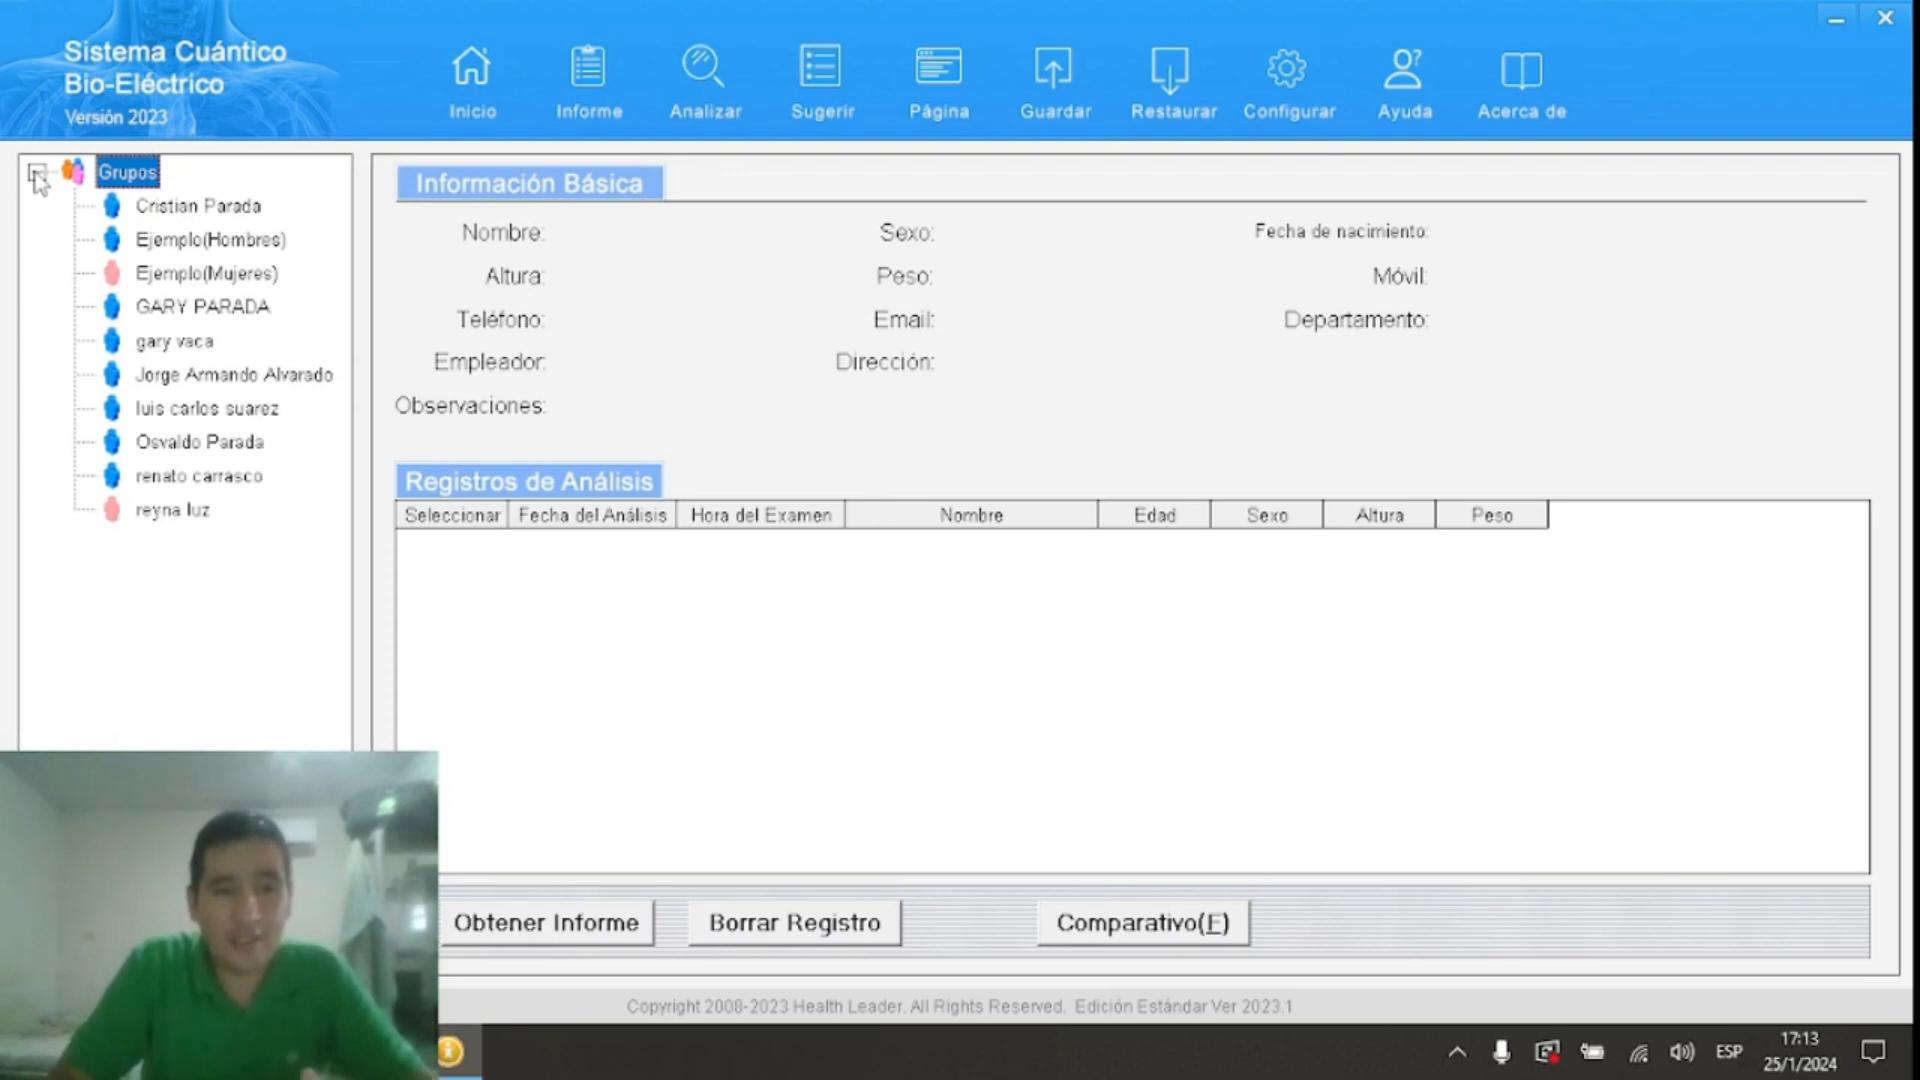 Sistema Cuántico
Bio-Eléctrico
Versión 2023
Inicio
Informe
Analizar
Sugerir
Página
Guardar
Restaurar
Configurar
Ayuda
Acerca de
Grupos
Cristian Parada
Ejemplo(Hombres)
Ejemplo(Mujeres)
GARY PARADA
gary vaca
Jorge Armando Alvarado
luis carlos suarez
Osvaldo Parada
renato carrasco
reyna luz
Información Básica
Nombre: Sexo: Fecha de nacimiento:
Altura: Peso: Móvil:
Teléfono: Email: Departamento:
Empleador: Dirección:
Observaciones:
Registros de Análisis
Seleccionar Fecha del Análisis Hora del Examen Nombre Edad Sexo Altura Peso
Obtener Informe Borrar Registro Comparativo(F)
Copyright 2008-2023 Health Leader. All Rights Reserved. Edición Estándar Ver 2023.1
ESP
17:13
25/1/2024